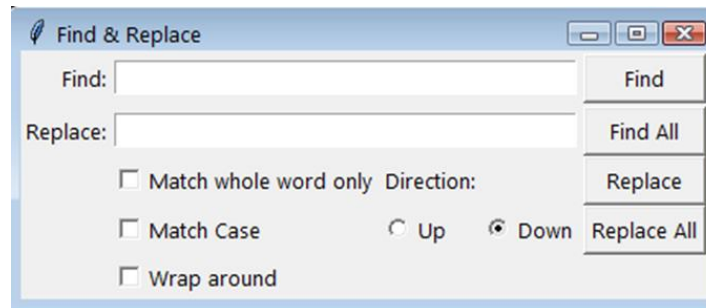 Find & Replace
Find: Find
Replace: Find All
Match whole word only Direction: Replace
Match Case Up Down Replace All
Wrap around